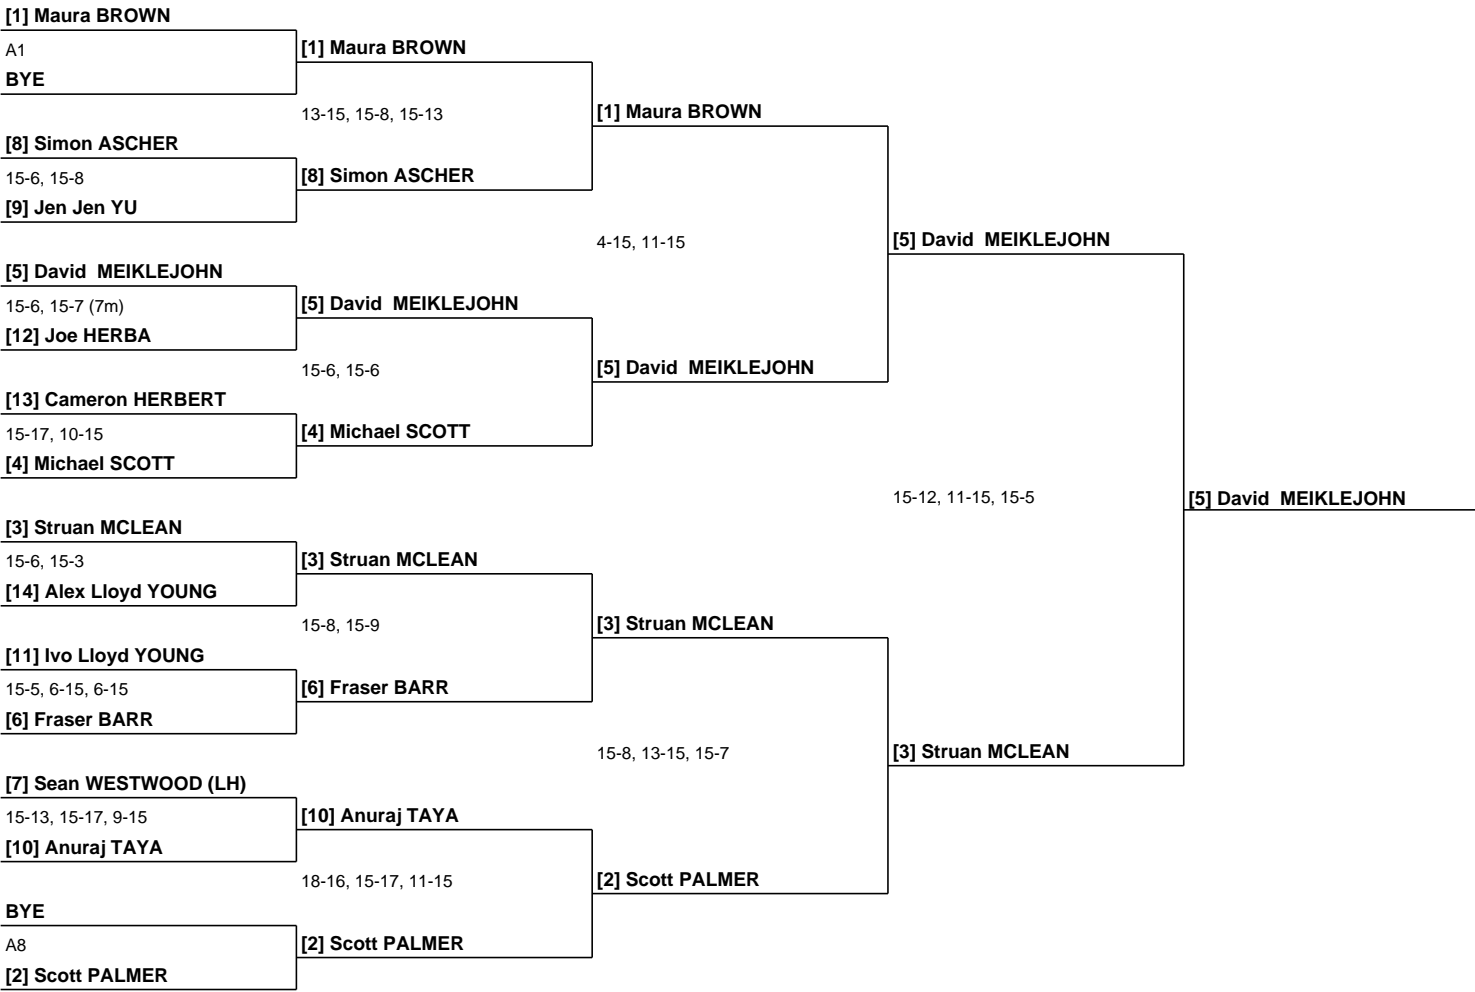 [1] Maura BROWN
A1
BYE
[8] Simon ASCHER
15-6, 15-8
[9] Jen Jen YU
[5] David  MEIKLEJOHN
15-6, 15-7 (7m)
[12] Joe HERBA
[13] Cameron HERBERT
15-17, 10-15
[4] Michael SCOTT
[3] Struan MCLEAN
15-6, 15-3
[14] Alex Lloyd YOUNG
[11] Ivo Lloyd YOUNG
15-5, 6-15, 6-15
[6] Fraser BARR
[7] Sean WESTWOOD (LH)
15-13, 15-17, 9-15
[10] Anuraj TAYA
BYE
A8
[2] Scott PALMER
[1] Maura BROWN
13-15, 15-8, 15-13
[8] Simon ASCHER
[5] David  MEIKLEJOHN
15-6, 15-6
[4] Michael SCOTT
[3] Struan MCLEAN
15-8, 15-9
[6] Fraser BARR
[10] Anuraj TAYA
18-16, 15-17, 11-15
[2] Scott PALMER
[1] Maura BROWN
4-15, 11-15
[5] David  MEIKLEJOHN
[3] Struan MCLEAN
15-8, 13-15, 15-7
[2] Scott PALMER
[5] David  MEIKLEJOHN
15-12, 11-15, 15-5
[3] Struan MCLEAN
[5] David  MEIKLEJOHN